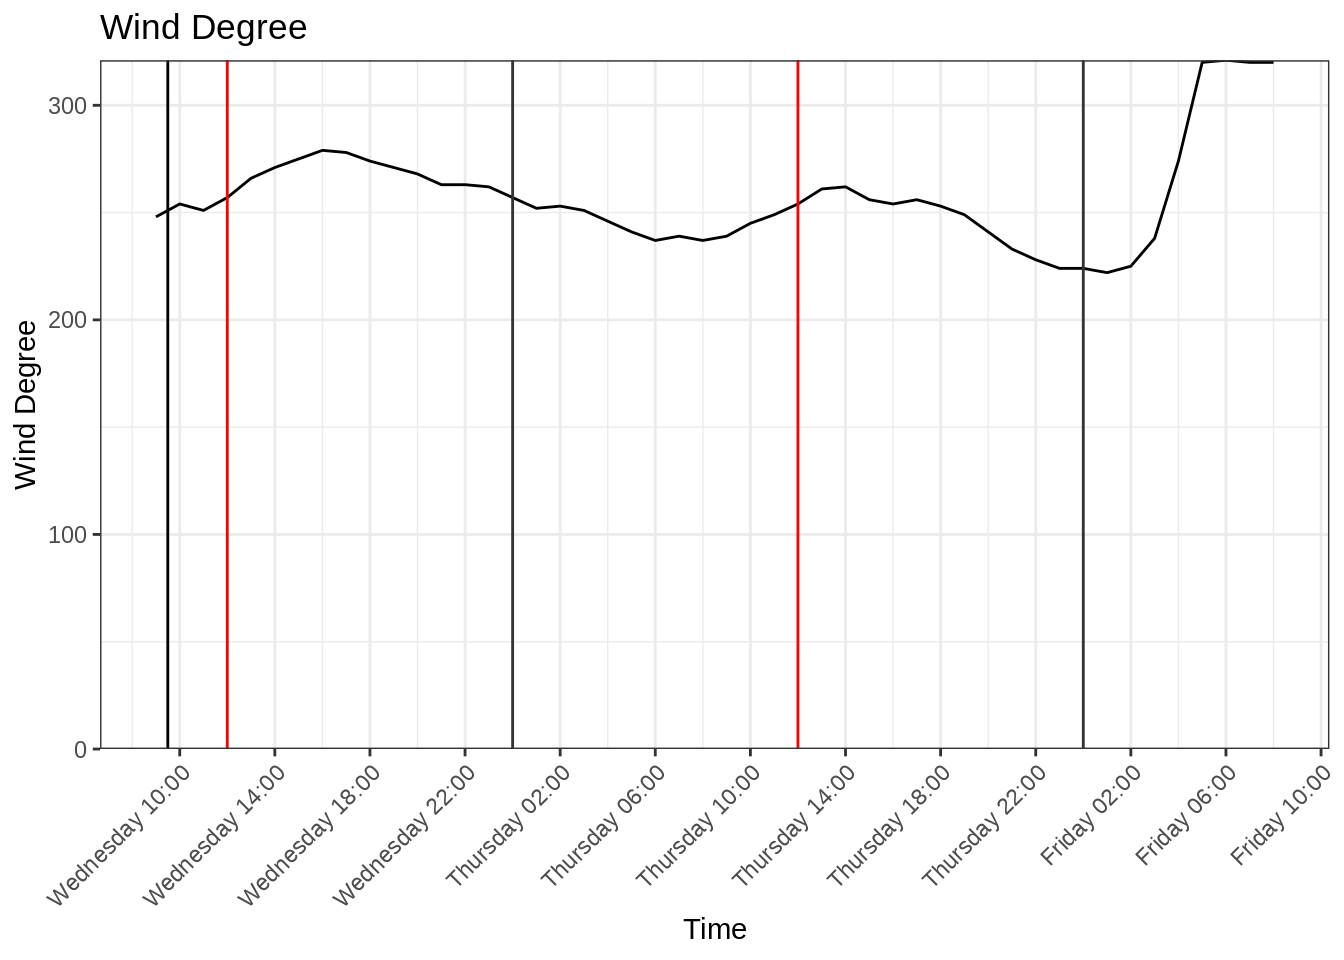 Wind Degree
Wind Degree
300
200
100
0
Wednesday 10:00
Wednesday 14:00
Wednesday 18:00
Wednesday 22:00
Thursday 02:00
Thursday 06:00
Thursday 10:00
Thursday 14:00
Thursday 18:00
Thursday 22:00
Friday 02:00
Friday 06:00
Friday 10:00
Time